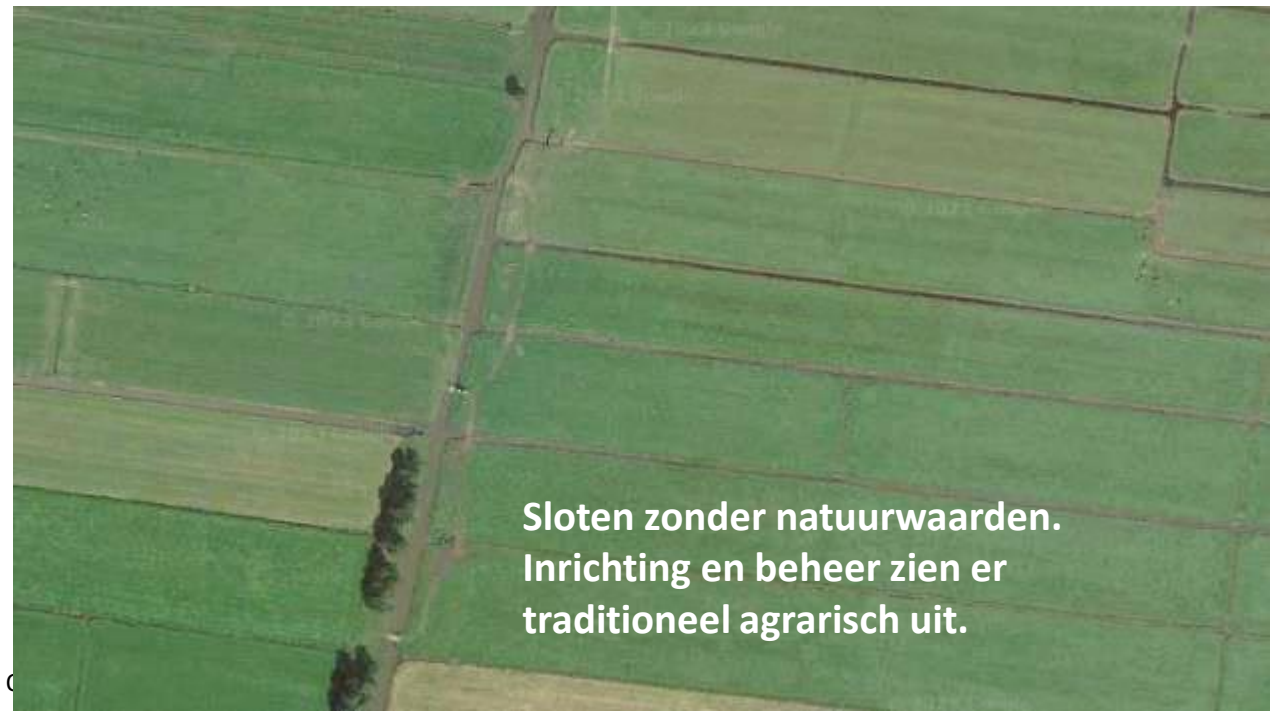 Sloten zonder natuurwaarden.
Inrichting en beheer zien er
traditioneel agrarisch uit.